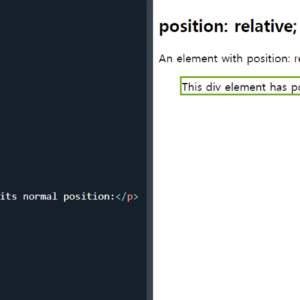 position: relative;
An element with position: re
This div element has po
its normal position:</p>